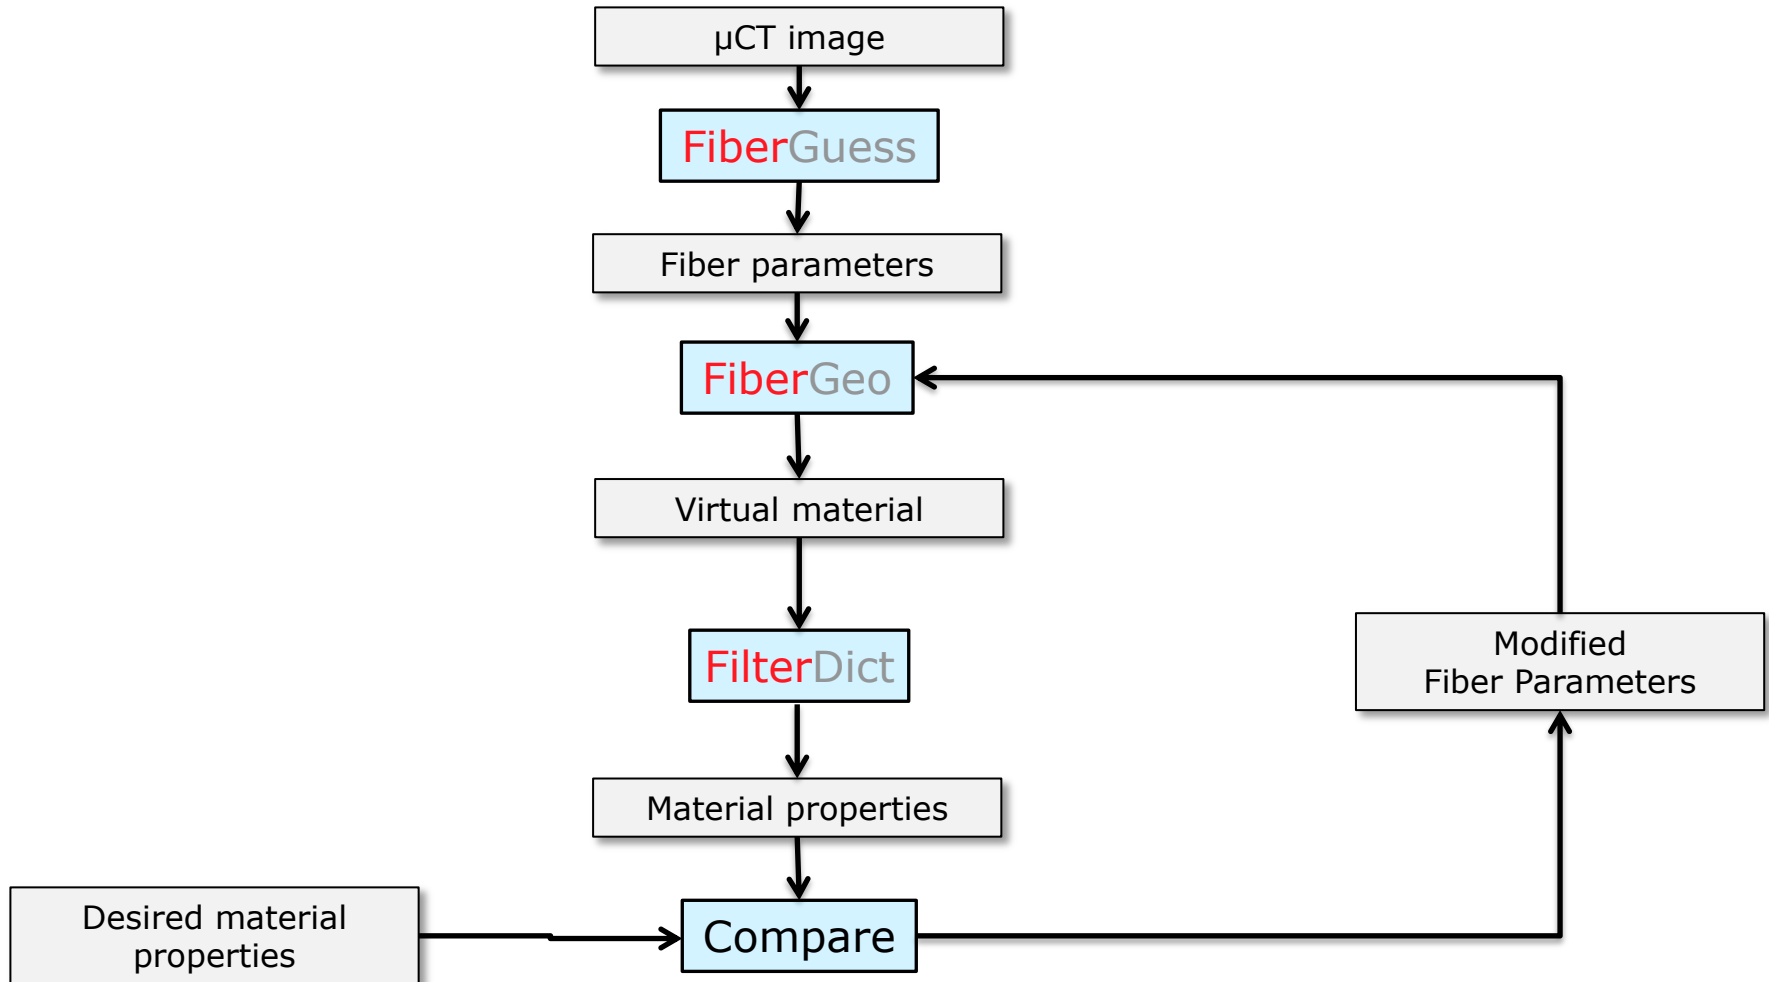 µCT image
FiberGuess
Fiber parameters
FiberGeo
Virtual material
FilterDict
Modified
Fiber Parameters
Material properties
Desired material
properties
Compare